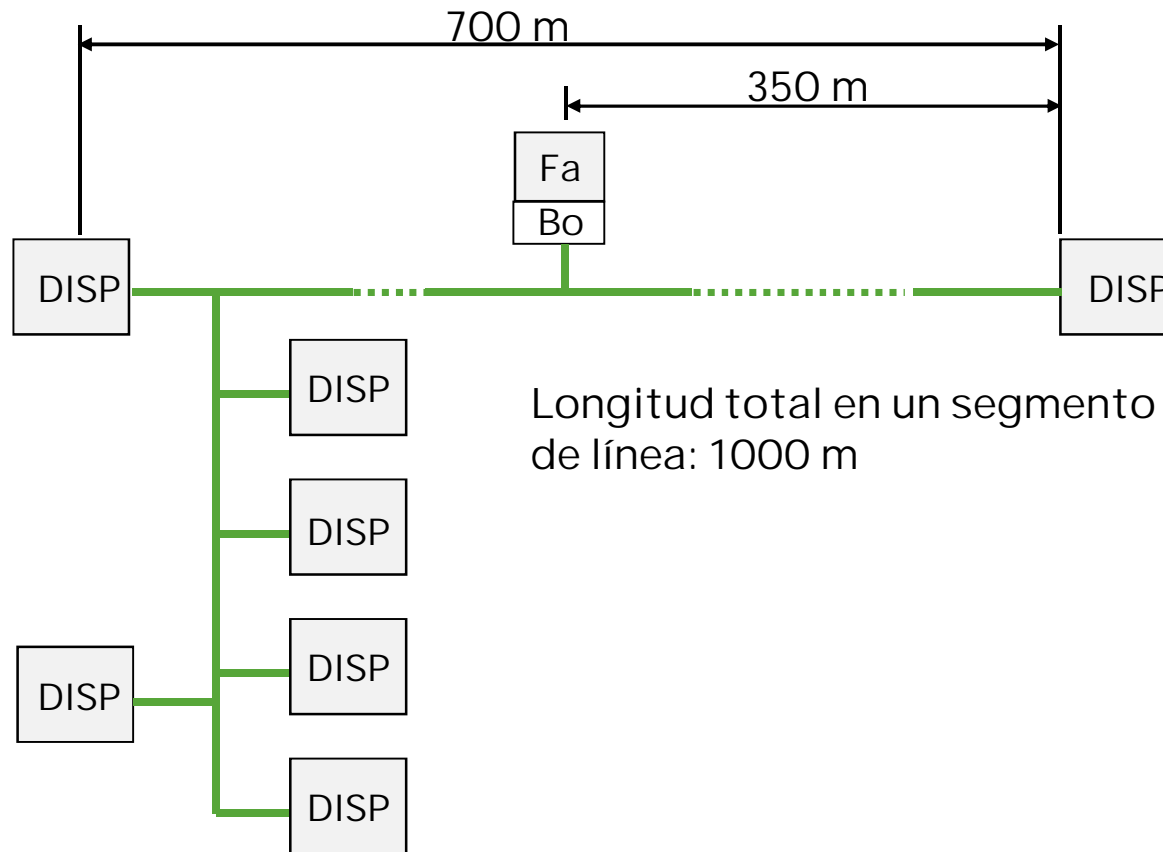 700 m
350 m
Fa
Bo
DISP
DISP
DISP
Longitud total en un segmento
de línea: 1000 m
DISP
DISP
DISP
DISP